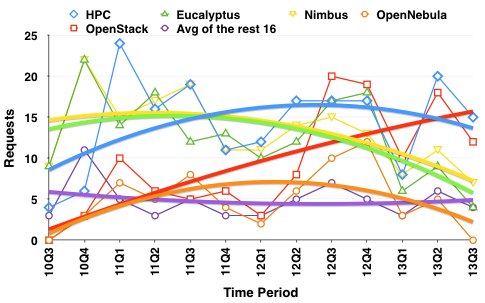 HPC Eucalyptus Nimbus OpenNebula
OpenStack Avg of the rest 16
25
20
15
10
5
0
Requests
10Q3 10Q4 11Q1 11Q2 11Q3 11Q4 12Q1 12Q2 12Q3 12Q4 13Q1 13Q2 13Q3
Time Period